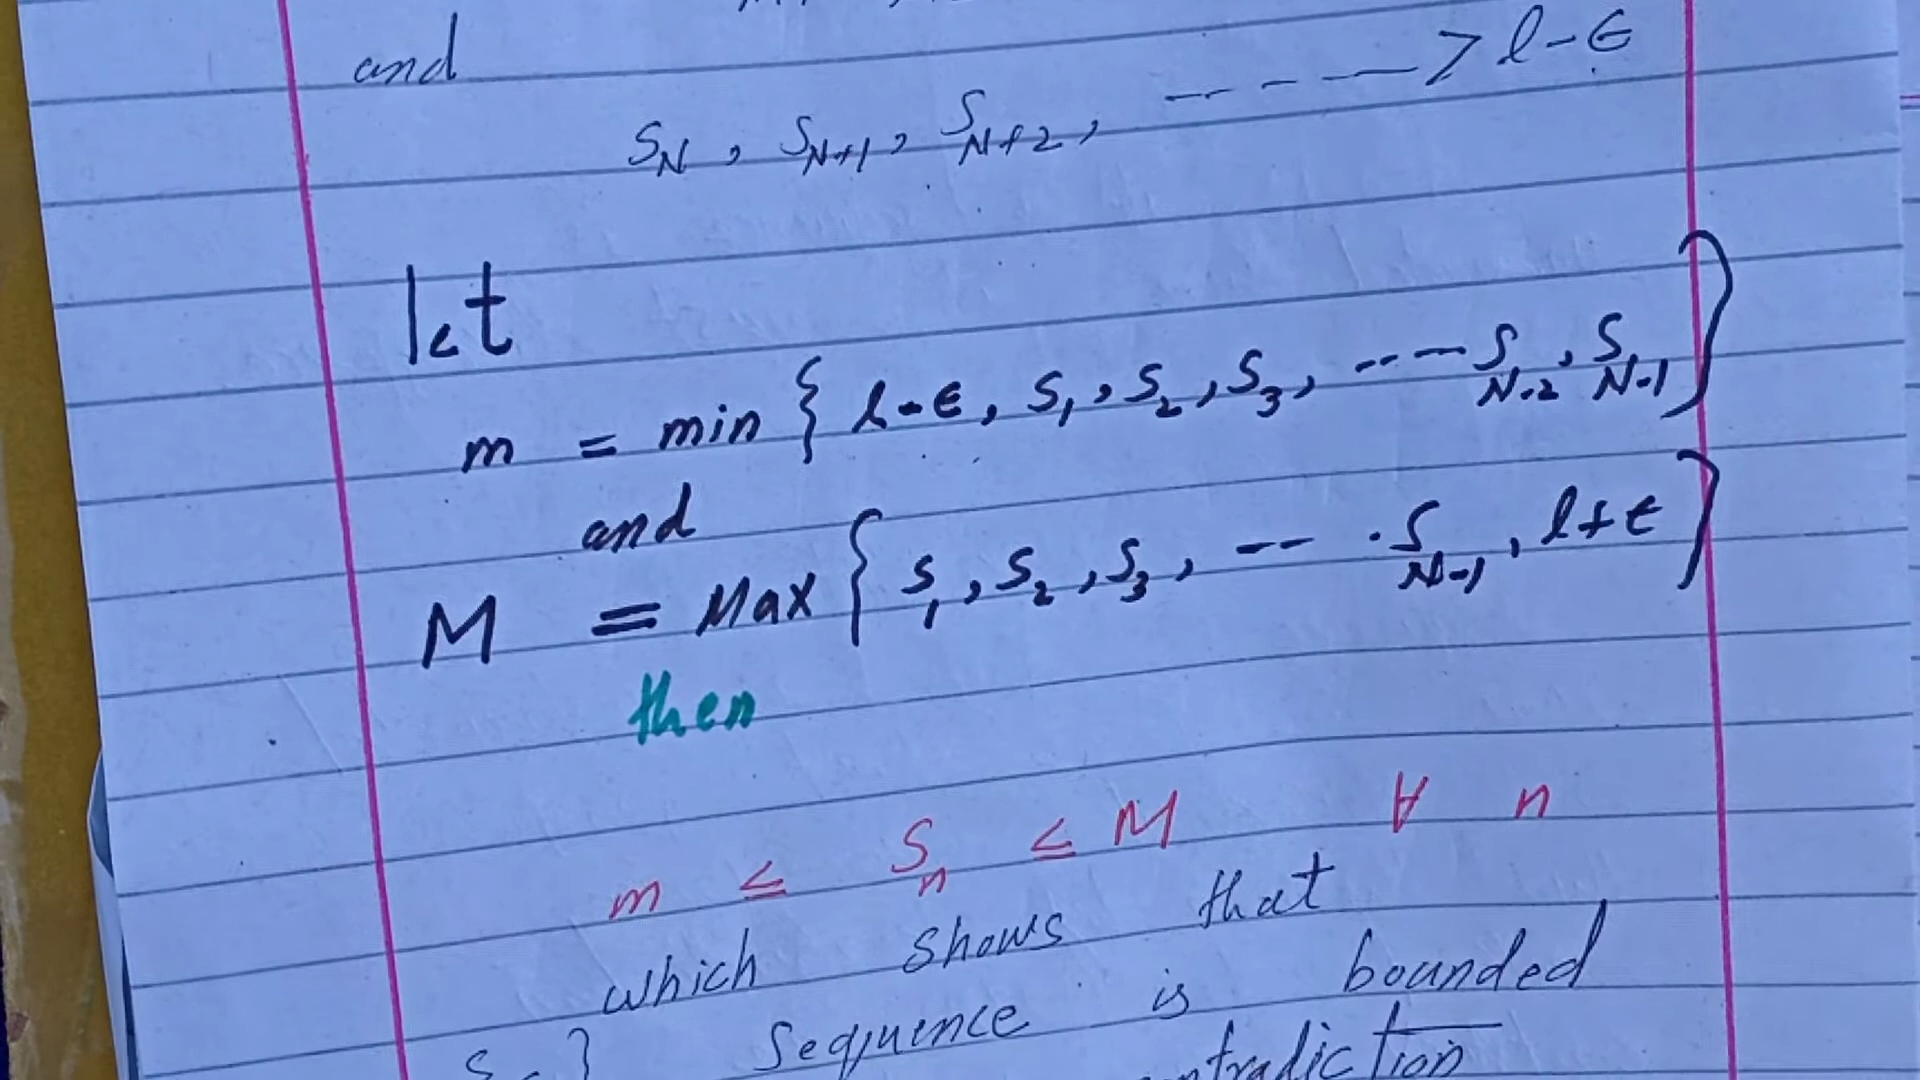 and
S_N , S_{N+1} , S_{N+2} , -- - - — > l - ϵ
let
m = min { l - ϵ , S_1 , S_2 , S_3 , ---- S_{N-2} , S_{N-1} }
and
M = Max { S_1 , S_2 , S_3 , -- - . S_{N-1} , l + ϵ }
then
m ≤ S_n ≤ M ∀ n
which shows that
} Sequence is bounded